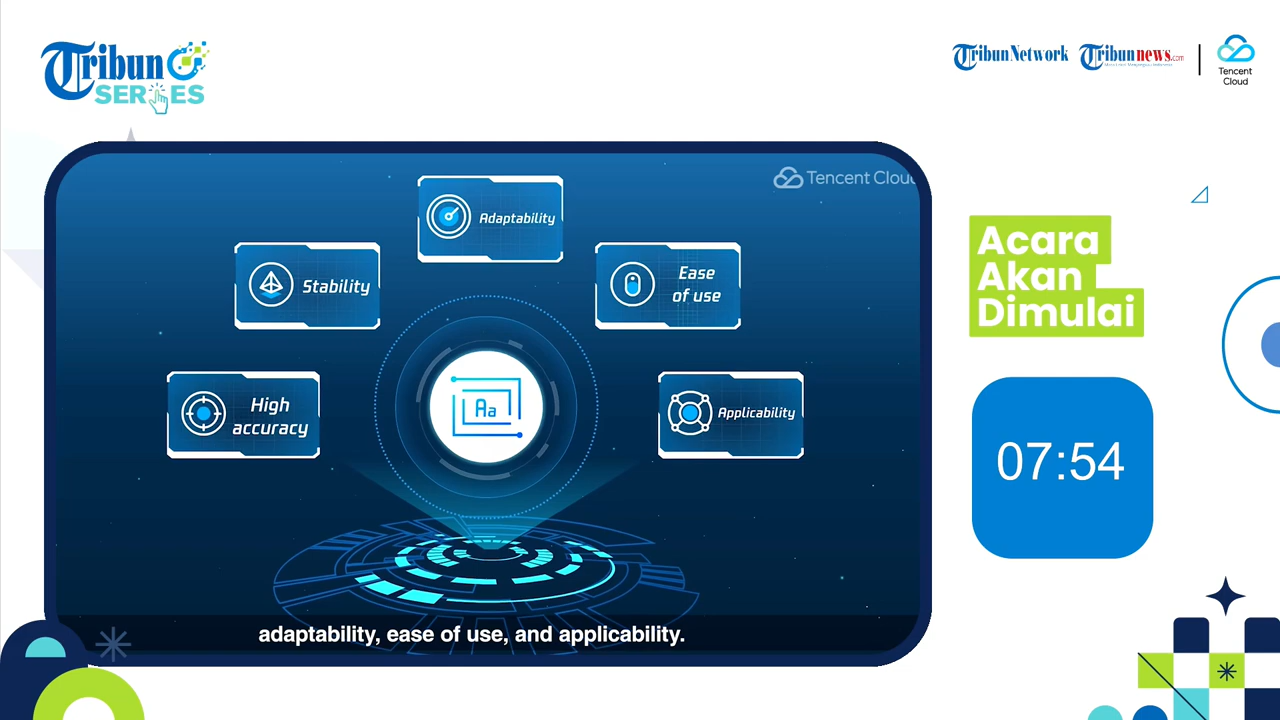 Tribun
SERIES
TribunNetwork
Tribunnews.com
Tencent
Cloud
Tencent Cloud
Adaptability
Stability
Ease
of use
High
accuracy
Aa
Applicability
adaptability, ease of use, and applicability.
Acara
Akan
Dimulai
07:54